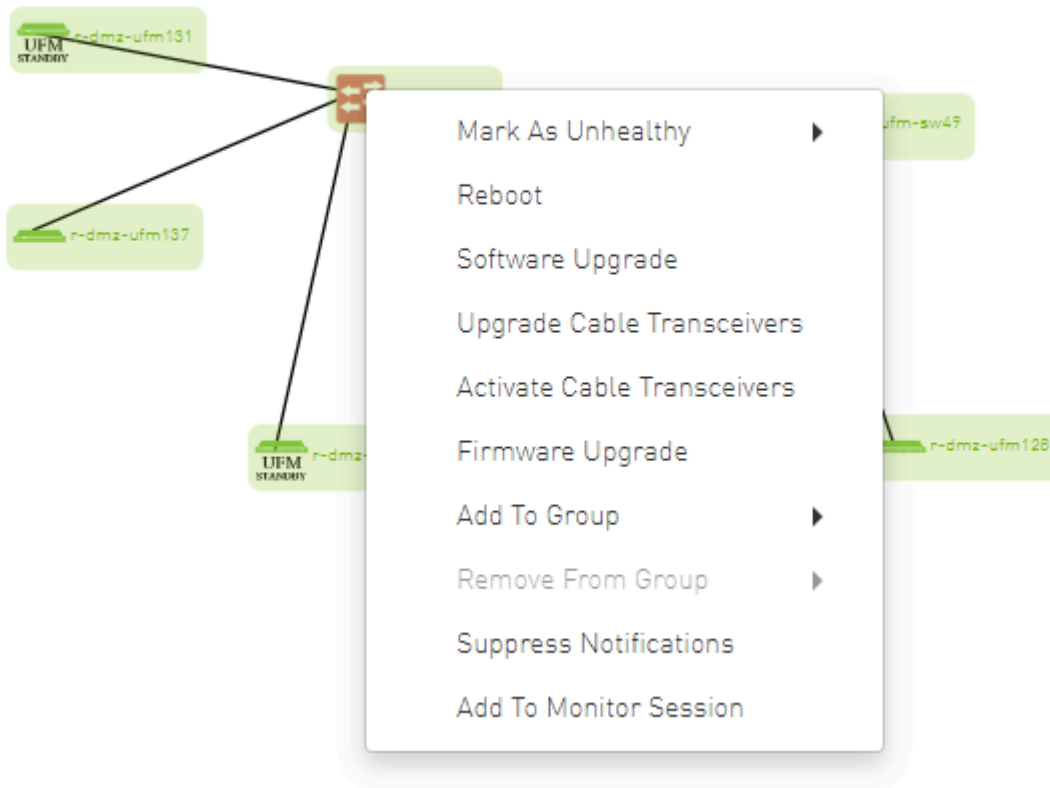 r-dmz-ufm131
UFM
STANDBY
Mark As Unhealthy
ufm-sw49
Reboot
r-dmz-ufm137
Software Upgrade
Upgrade Cable Transceivers
Activate Cable Transceivers
Firmware Upgrade
r-dmz-
UFM
STANDBY
r-dmz-ufm128
Add To Group
Remove From Group
Suppress Notifications
Add To Monitor Session